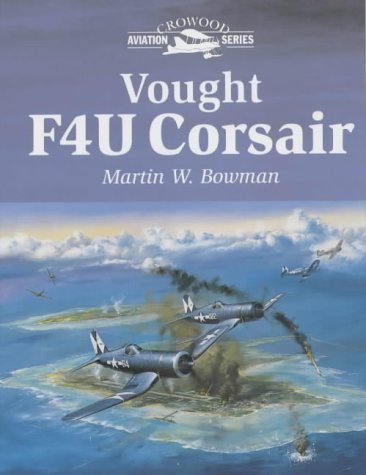 CROWOOD
AVIATION SERIES
Vought
F4U Corsair
Martin W. Bowman